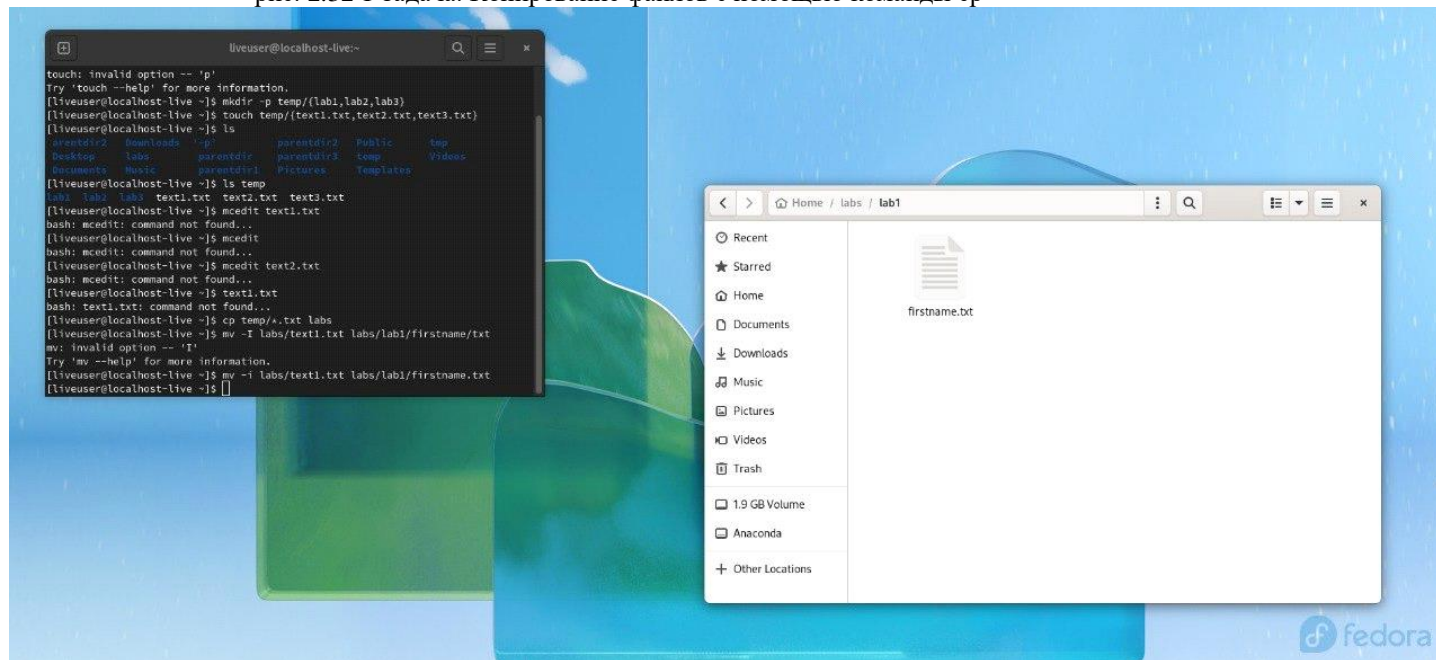 liveuser@localhost-live:~
touch: invalid option -- 'p'
Try 'touch --help' for more information.
[liveuser@localhost-live ~]$ mkdir -p temp/{lab1,lab2,lab3}
[liveuser@localhost-live ~]$ touch temp/{text1.txt,text2.txt,text3.txt}
[liveuser@localhost-live ~]$ ls
arentdir2 Downloads '-p' parentdir2 Public tmp
Desktop labs parentdir parentdir3 temp Videos
Documents Music parentdir1 Pictures Templates
[liveuser@localhost-live ~]$ ls temp
lab1 lab2 lab3 text1.txt text2.txt text3.txt
[liveuser@localhost-live ~]$ mcedit text1.txt
bash: mcedit: command not found...
[liveuser@localhost-live ~]$ mcedit
bash: mcedit: command not found...
[liveuser@localhost-live ~]$ mcedit text2.txt
bash: mcedit: command not found...
[liveuser@localhost-live ~]$ text1.txt
bash: text1.txt: command not found...
[liveuser@localhost-live ~]$ cp temp/*.txt labs
[liveuser@localhost-live ~]$ mv -I labs/text1.txt labs/lab1/firstname/txt
mv: invalid option -- 'I'
Try 'mv --help' for more information.
[liveuser@localhost-live ~]$ mv -i labs/text1.txt labs/lab1/firstname.txt
[liveuser@localhost-live ~]$
Home / labs / lab1
Recent
Starred
Home
Documents
Downloads
Music
Pictures
Videos
Trash
1.9 GB Volume
Anaconda
Other Locations
firstname.txt
fedora